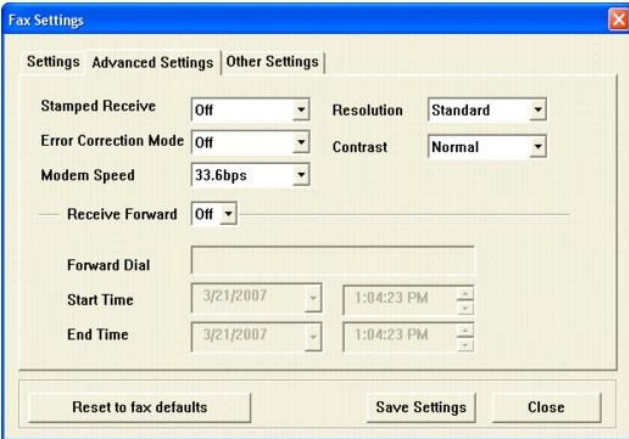 Fax Settings
Settings Advanced Settings Other Settings
Stamped Receive Off Resolution Standard
Error Correction Mode Off Contrast Normal
Modem Speed 33.6bps
Receive Forward Off
Forward Dial
Start Time 3/21/2007 1:04:23 PM
End Time 3/21/2007 1:04:23 PM
Reset to fax defaults Save Settings Close